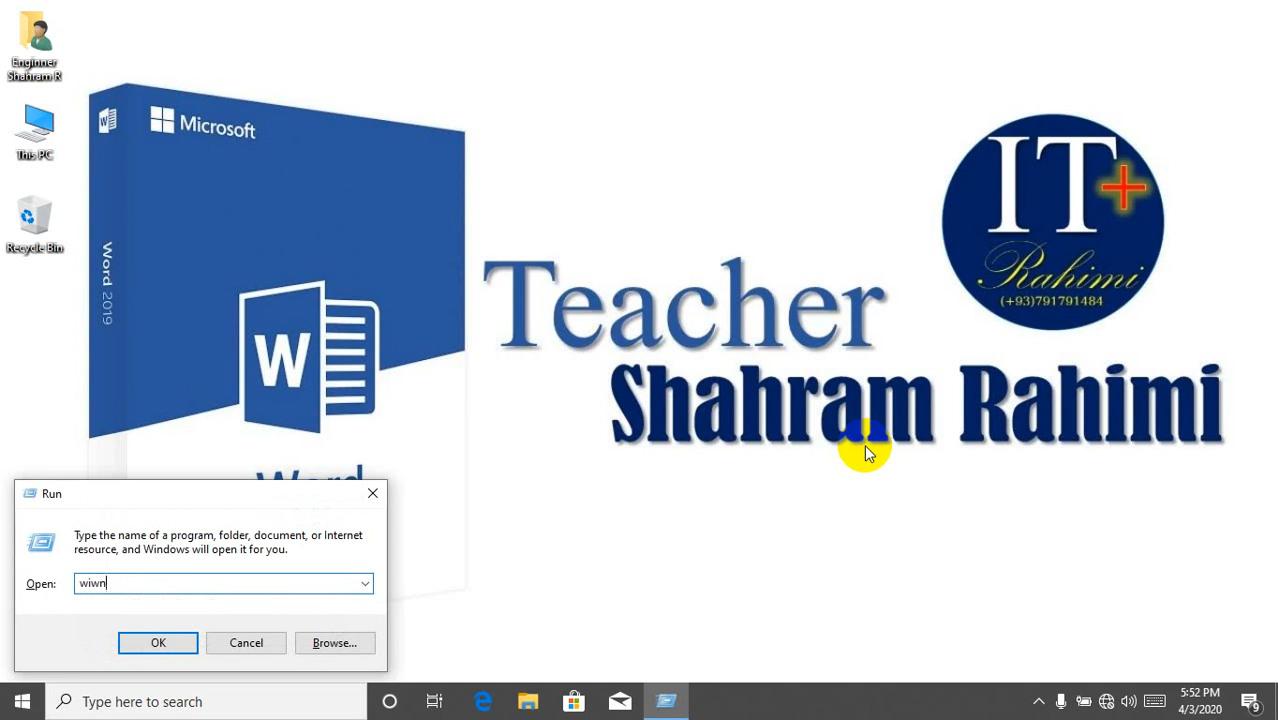 Enginner
Shahram R
This PC
Recycle Bin
Microsoft
Word 2019
W
W
Word
Teacher
Shahram Rahimi
IT+
Rahimi
(+93)791791484
Run
Type the name of a program, folder, document, or Internet
resource, and Windows will open it for you.
Open:
wiwn
OK
Cancel
Browse...
Type here to search
5:52 PM
4/3/2020
9